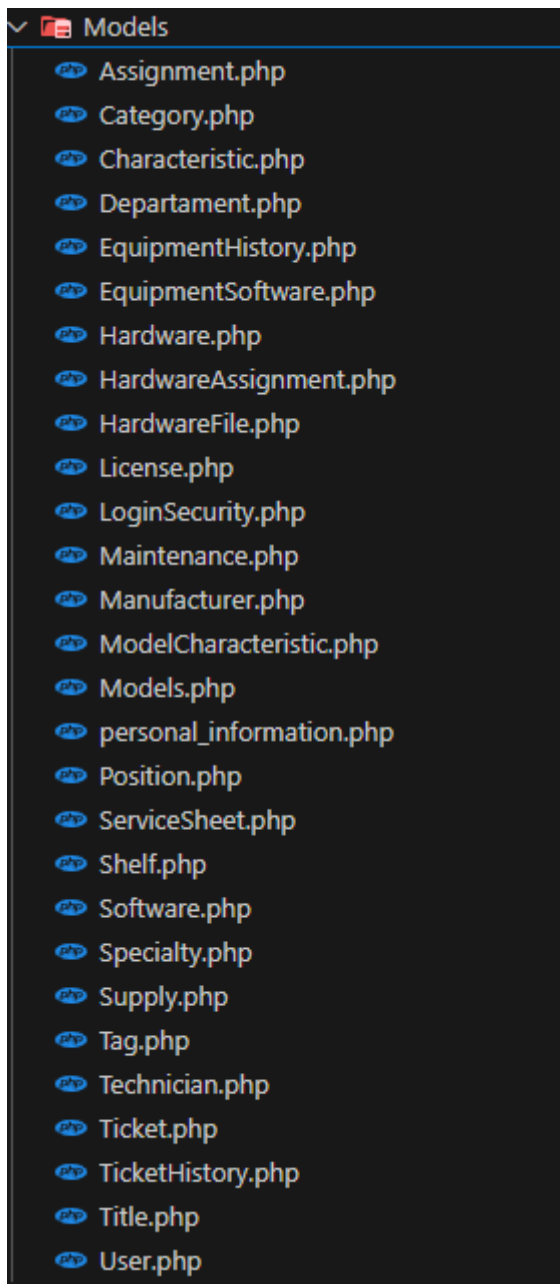 Models
Assignment.php
Category.php
Characteristic.php
Departament.php
EquipmentHistory.php
EquipmentSoftware.php
Hardware.php
HardwareAssignment.php
HardwareFile.php
License.php
LoginSecurity.php
Maintenance.php
Manufacturer.php
ModelCharacteristic.php
Models.php
personal_information.php
Position.php
ServiceSheet.php
Shelf.php
Software.php
Specialty.php
Supply.php
Tag.php
Technician.php
Ticket.php
TicketHistory.php
Title.php
User.php